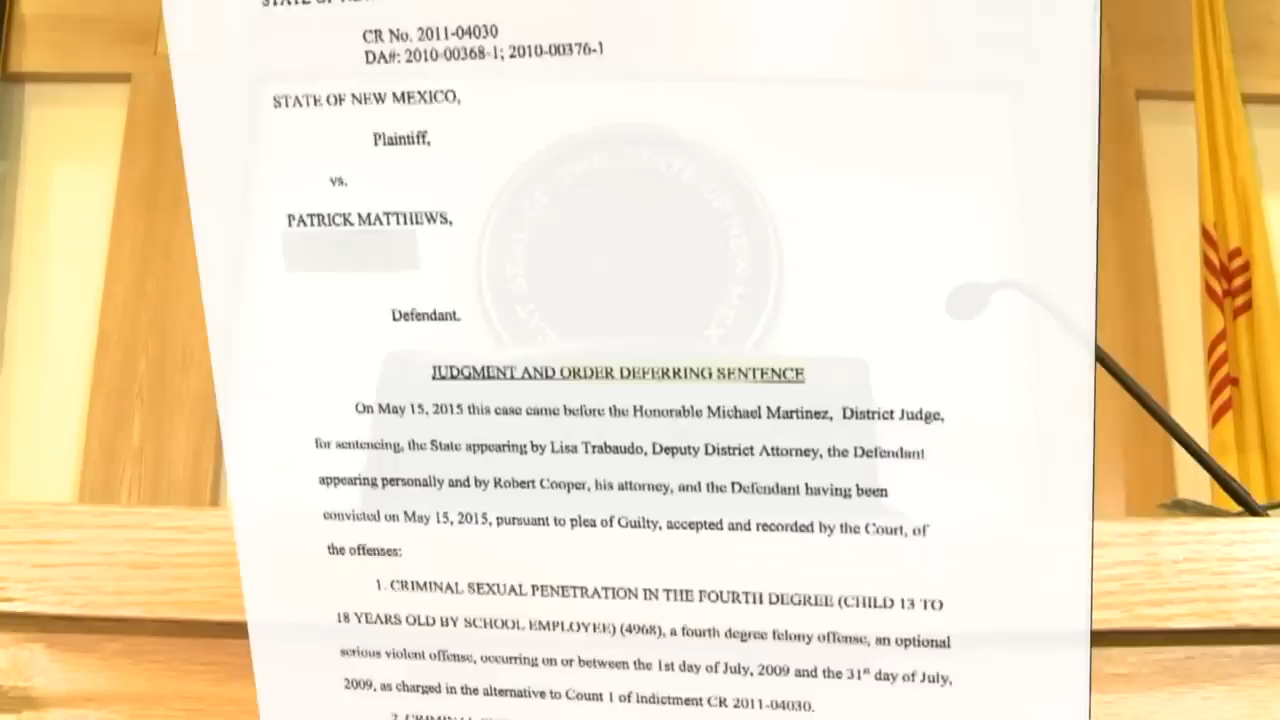 STATE OF NEW
CR No. 2011-04030
DA#: 2010-00368-1; 2010-00376-1
STATE OF NEW MEXICO,
Plaintiff,
vs.
PATRICK MATTHEWS,
Defendant.
JUDGMENT AND ORDER DEFERRING SENTENCE
On May 15, 2015 this case came before the Honorable Michael Martinez, District Judge,
for sentencing, the State appearing by Lisa Trabaudo, Deputy District Attorney, the Defendant
appearing personally and by Robert Cooper, his attorney, and the Defendant having been
convicted on May 15, 2015, pursuant to plea of Guilty, accepted and recorded by the Court, of
the offenses:
1. CRIMINAL SEXUAL PENETRATION IN THE FOURTH DEGREE (CHILD 13 TO
18 YEARS OLD BY SCHOOL EMPLOYEE) (4968), a fourth degree felony offense, an optional
serious violent offense, occurring on or between the 1st day of July, 2009 and the 31st day of July,
2009, as charged in the alternative to Count 1 of Indictment CR 2011-04030.